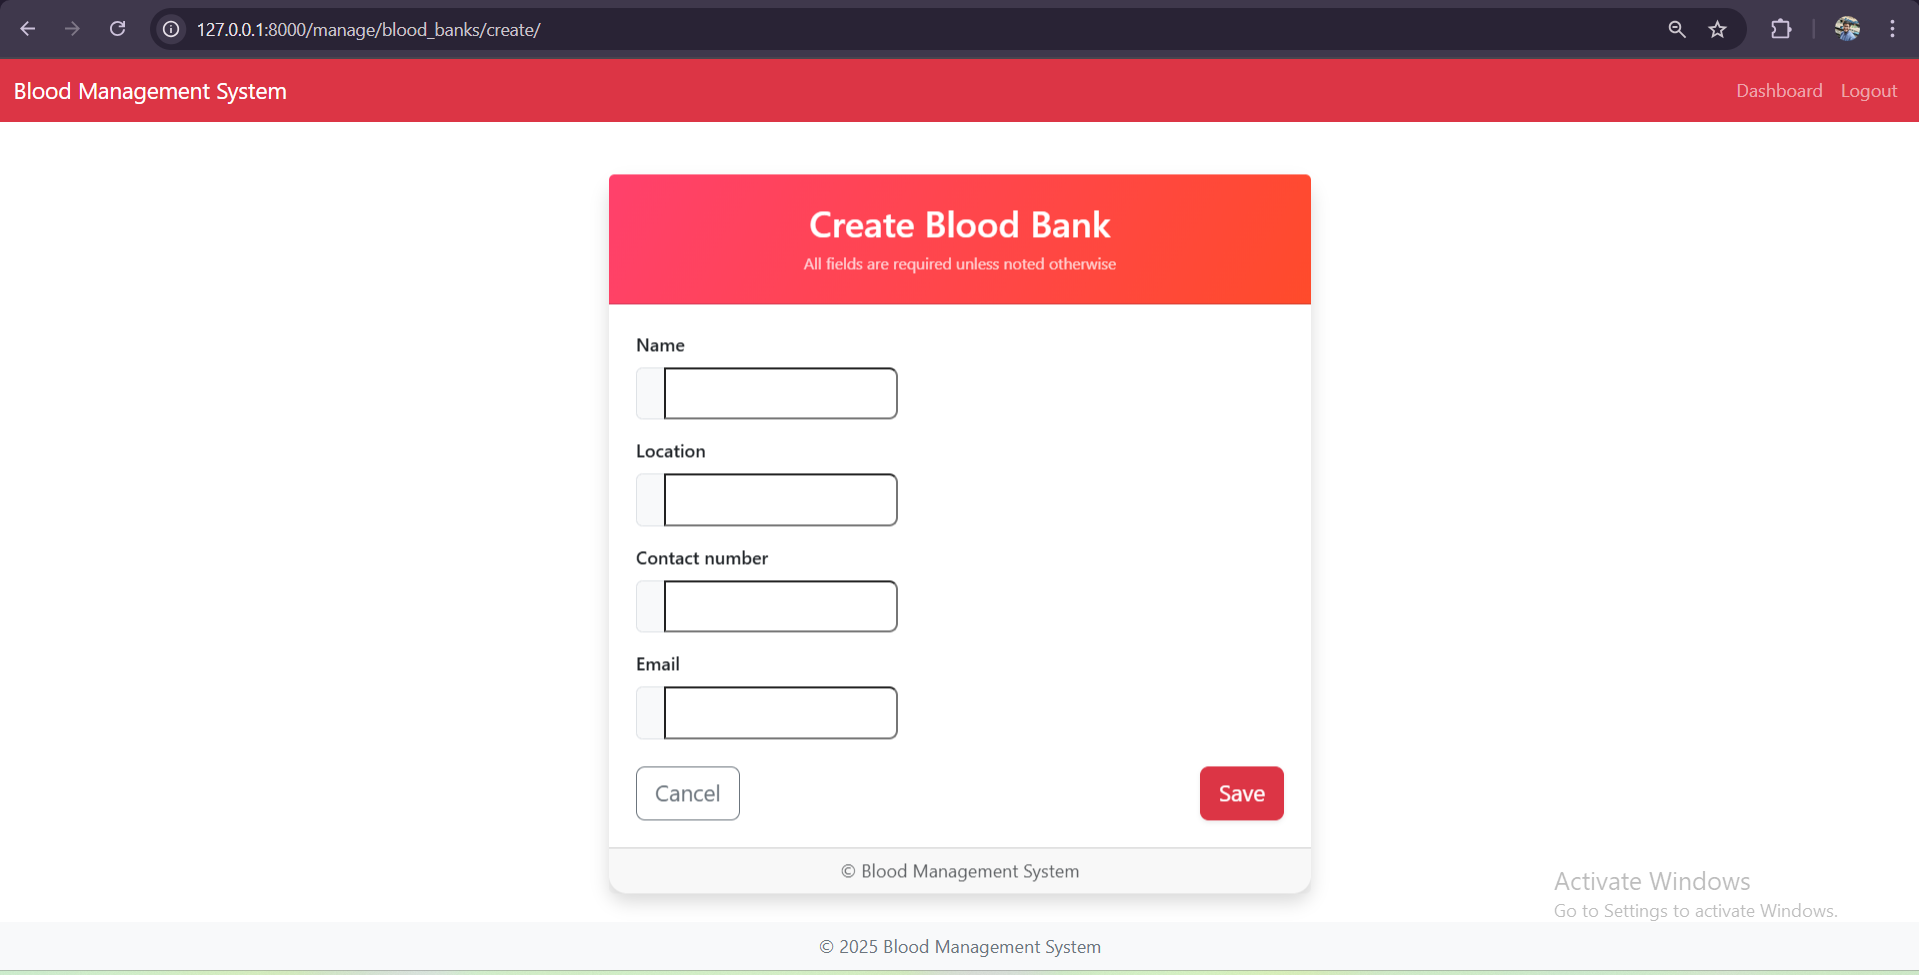 127.0.0.1:8000/manage/blood_banks/create/
Blood Management System
Dashboard Logout
Create Blood Bank
All fields are required unless noted otherwise
Name
Location
Contact number
Email
Cancel
Save
© Blood Management System
Activate Windows
Go to Settings to activate Windows.
© 2025 Blood Management System